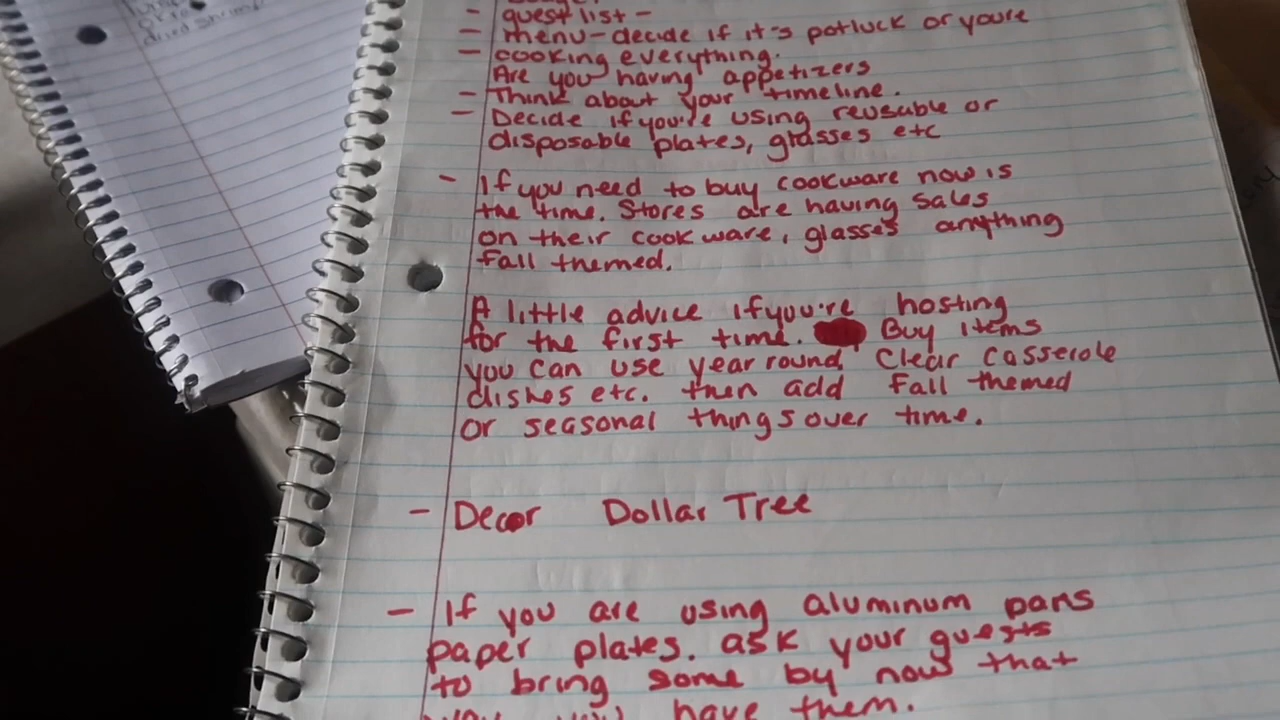 - guest list -
- menu - decide if it's potluck or you're
- cooking everything.
Are you having appetizers
- Think about your timeline.
- Decide if you're using reusable or
disposable plates, glasses etc
- If you need to buy cookware now is
the time. Stores are having sales
on their cookware, glasses anything
fall themed.
A little advice if you're hosting
for the first time. Buy items
you can use year round, Clear casserole
dishes etc. then add fall themed
or seasonal things over time.
- Decor Dollar Tree
- If you are using aluminum pans
paper plates. ask your guests
to bring some by now that
way you have them.